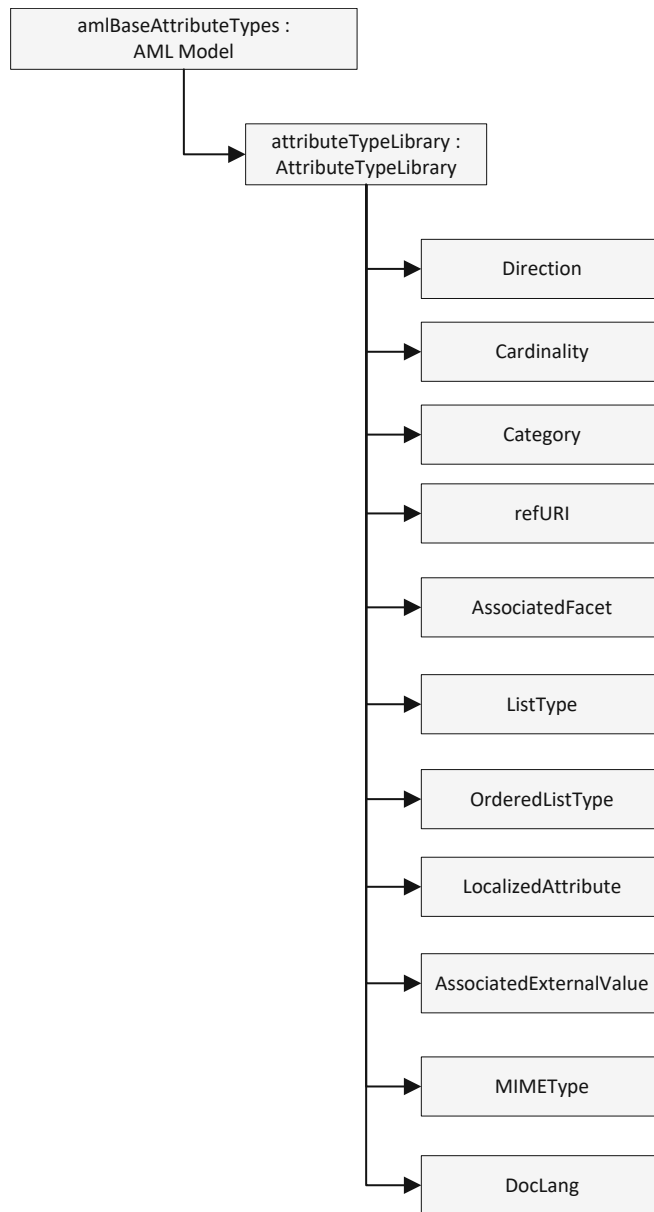 amlBaseAttributeTypes :
AML Model
attributeTypeLibrary :
AttributeTypeLibrary
Direction
Cardinality
Category
refURI
AssociatedFacet
ListType
OrderedListType
LocalizedAttribute
AssociatedExternalValue
MIMEType
DocLang